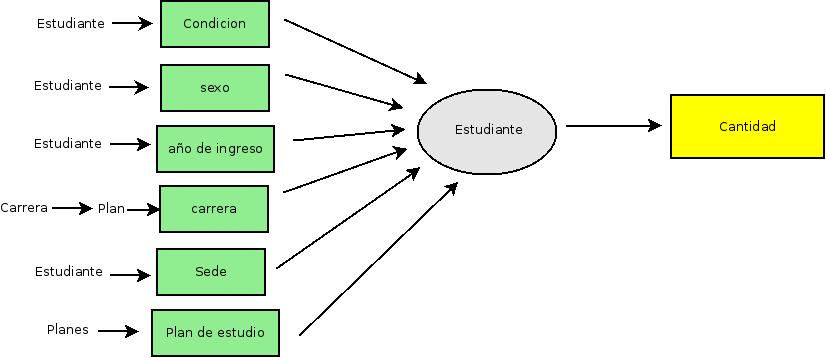 Estudiante
Condicion
Estudiante
sexo
Estudiante
año de ingreso
Estudiante
Cantidad
Carrera
Plan
carrera
Estudiante
Sede
Planes
Plan de estudio